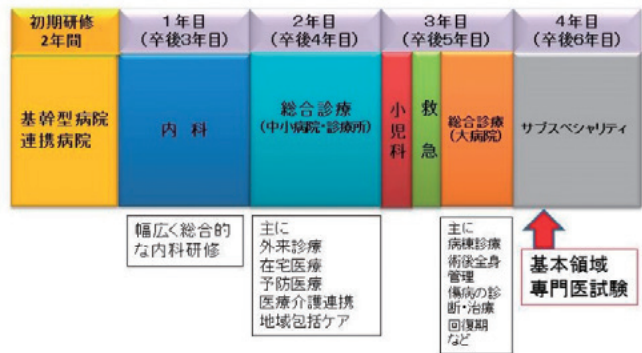 初期研修
2年間
1年目
(卒後3年目)
2年目
(卒後4年目)
3年目
(卒後5年目)
4年目
(卒後6年目)
基幹型病院
連携病院
内科
総合診療
(中小病院・診療所)
小児科
救急
総合診療
(大病院)
サブスペシャリティ
幅広く総合的
な内科研修
主に
外来診療
在宅医療
予防医療
医療介護連携
地域包括ケア
主に
病棟診療
術後全身
管理
傷病の診
断・治療
回復期
など
基本領域
専門医試験